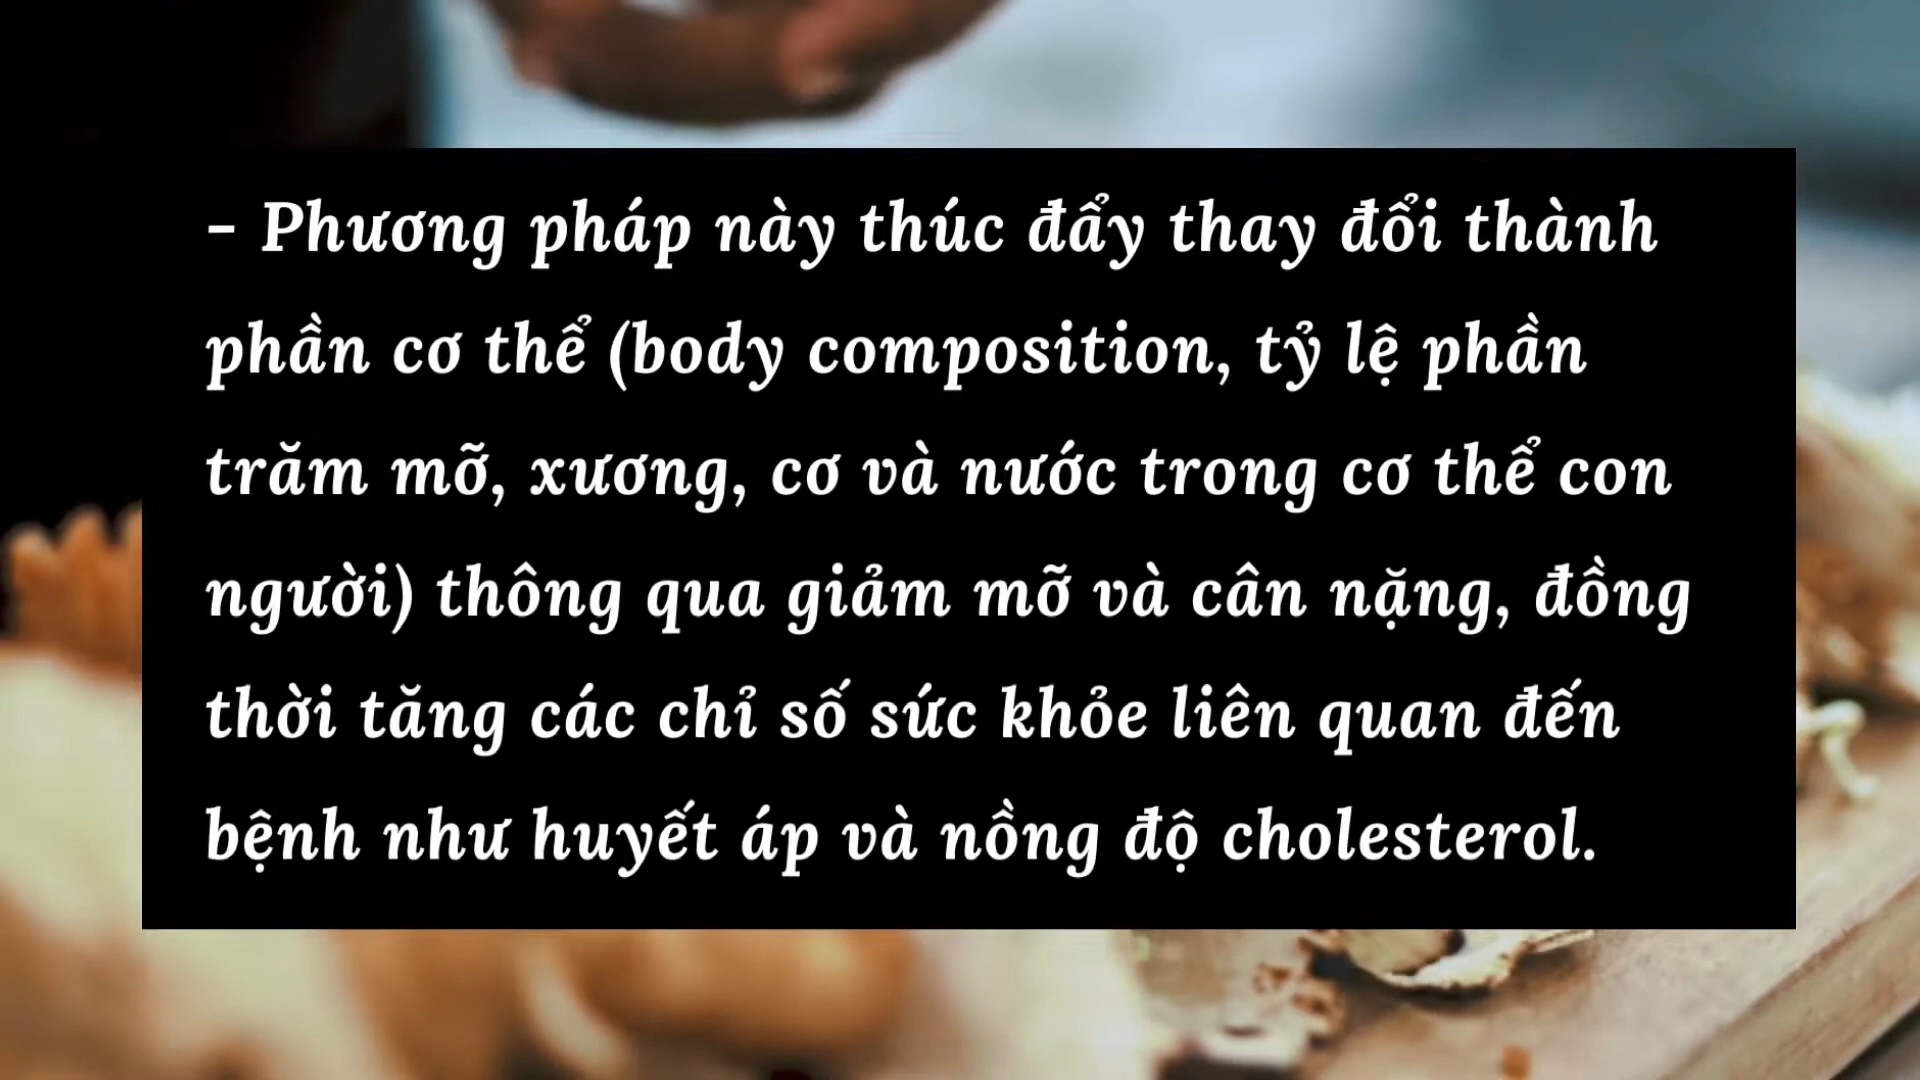 - Phương pháp này thúc đẩy thay đổi thành
phần cơ thể (body composition, tỷ lệ phần
trăm mỡ, xương, cơ và nước trong cơ thể con
người) thông qua giảm mỡ và cân nặng, đồng
thời tăng các chỉ số sức khỏe liên quan đến
bệnh như huyết áp và nồng độ cholesterol.